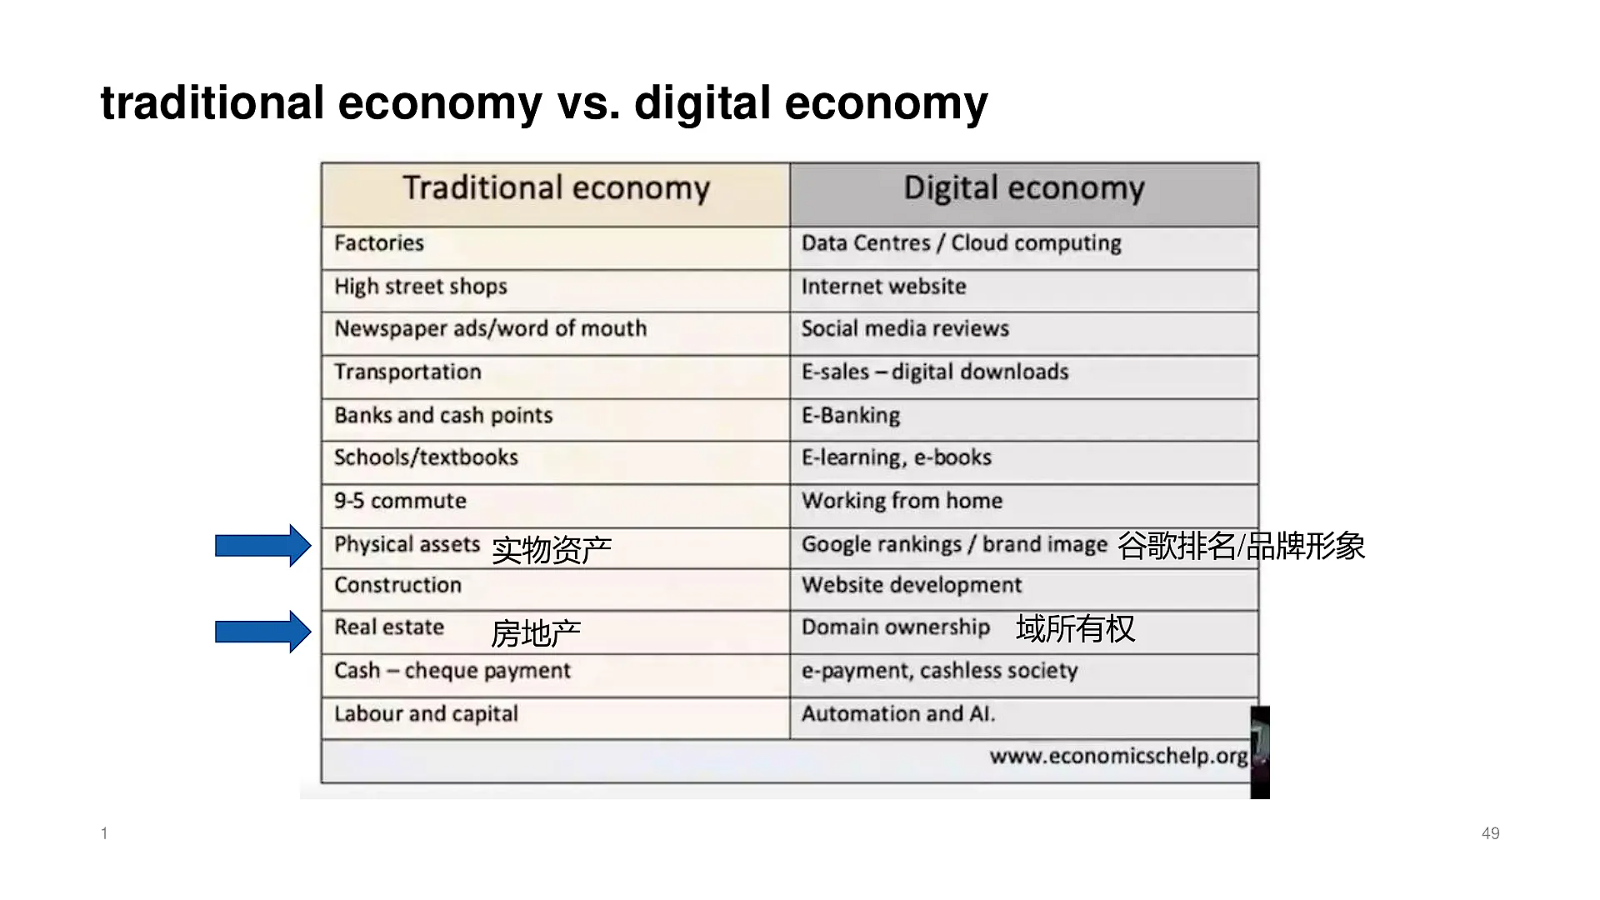 traditional economy vs. digital economy
Traditional economy Digital economy
Factories Data Centres / Cloud computing
High street shops Internet website
Newspaper ads/word of mouth Social media reviews
Transportation E-sales – digital downloads
Banks and cash points E-Banking
Schools/textbooks E-learning, e-books
9-5 commute Working from home
Physical assets 实物资产 Google rankings / brand image 谷歌排名/品牌形象
Construction Website development
Real estate 房地产 Domain ownership 域所有权
Cash – cheque payment e-payment, cashless society
Labour and capital Automation and AI.
www.economicschelp.org
1 49